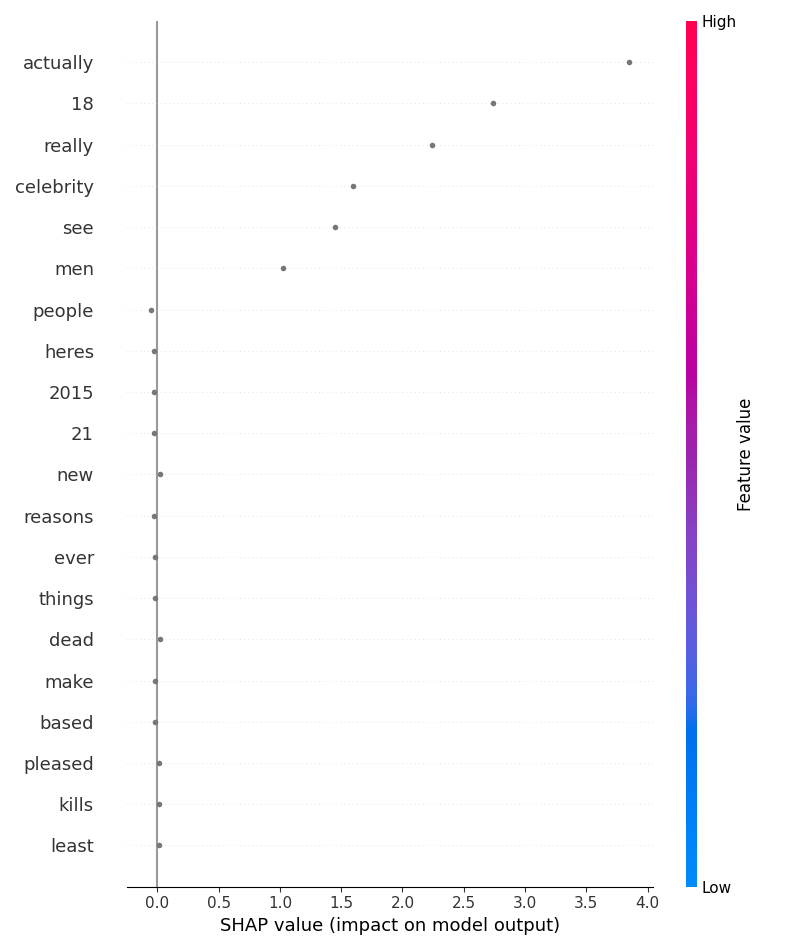 High
actually
18
really
celebrity
see
men
people
heres
2015
21
new
reasons
ever
things
dead
make
based
pleased
kills
least
Feature value
Low
0.0 0.5 1.0 1.5 2.0 2.5 3.0 3.5 4.0
SHAP value (impact on model output)